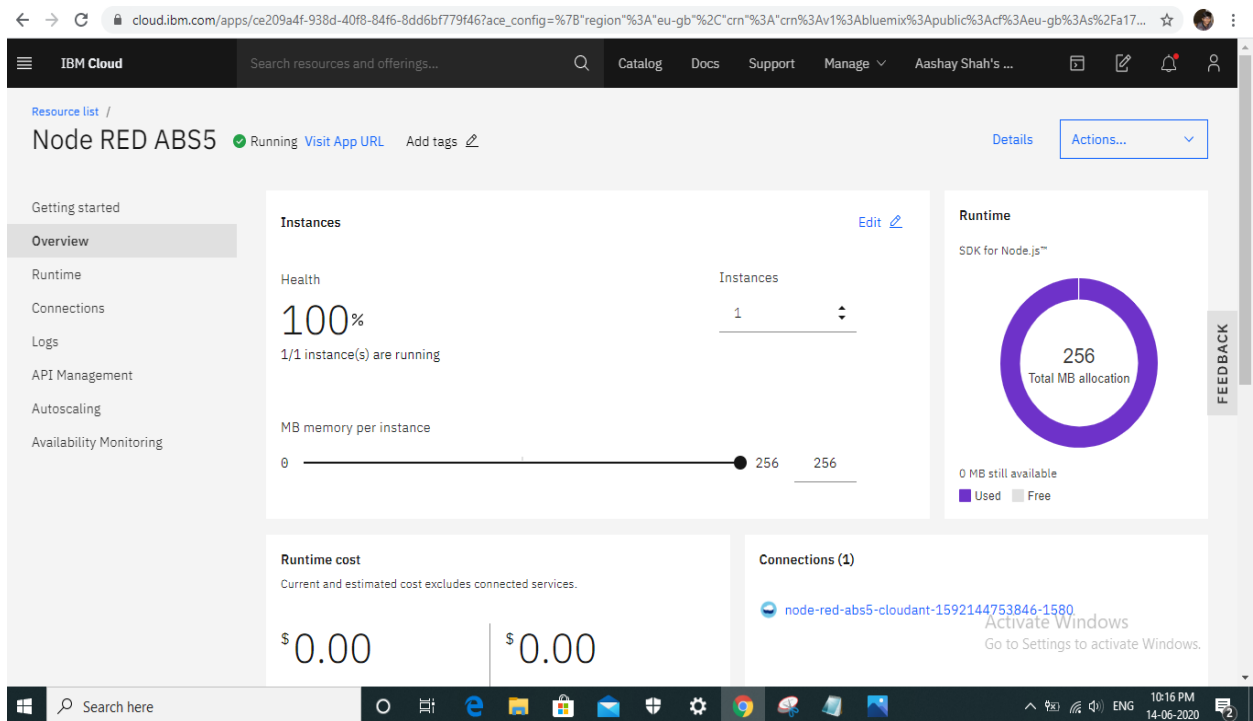 cloud.ibm.com/apps/ce209a4f-938d-40f8-84f6-8dd6bf779f46?ace_config=%7B"region"%3A"eu-gb"%2C"crn"%3A"crn%3Av1%3Abluemix%3Apublic%3Acf%3Aeu-gb%3As%2Fa17...
IBM Cloud
Search resources and offerings...
Catalog
Docs
Support
Manage
Aashay Shah's ...
Resource list /
Node RED ABS5
Running
Visit App URL
Add tags
Details
Actions...
Getting started
Overview
Runtime
Connections
Logs
API Management
Autoscaling
Availability Monitoring
Instances
Edit
Health
100%
1/1 instance(s) are running
Instances
1
MB memory per instance
0
256
256
Runtime
SDK for Node.js™
256
Total MB allocation
0 MB still available
Used
Free
FEEDBACK
Runtime cost
Current and estimated cost excludes connected services.
$0.00
$0.00
Connections (1)
node-red-abs5-cloudant-1592144753846-1580
Activate Windows
Go to Settings to activate Windows.
Search here
ENG
10:16 PM
14-06-2020
2